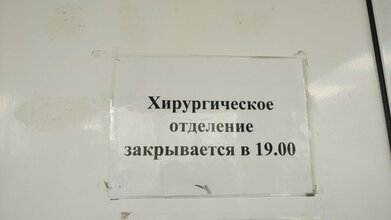 Хирургическое
отделение
закрывается в 19.00